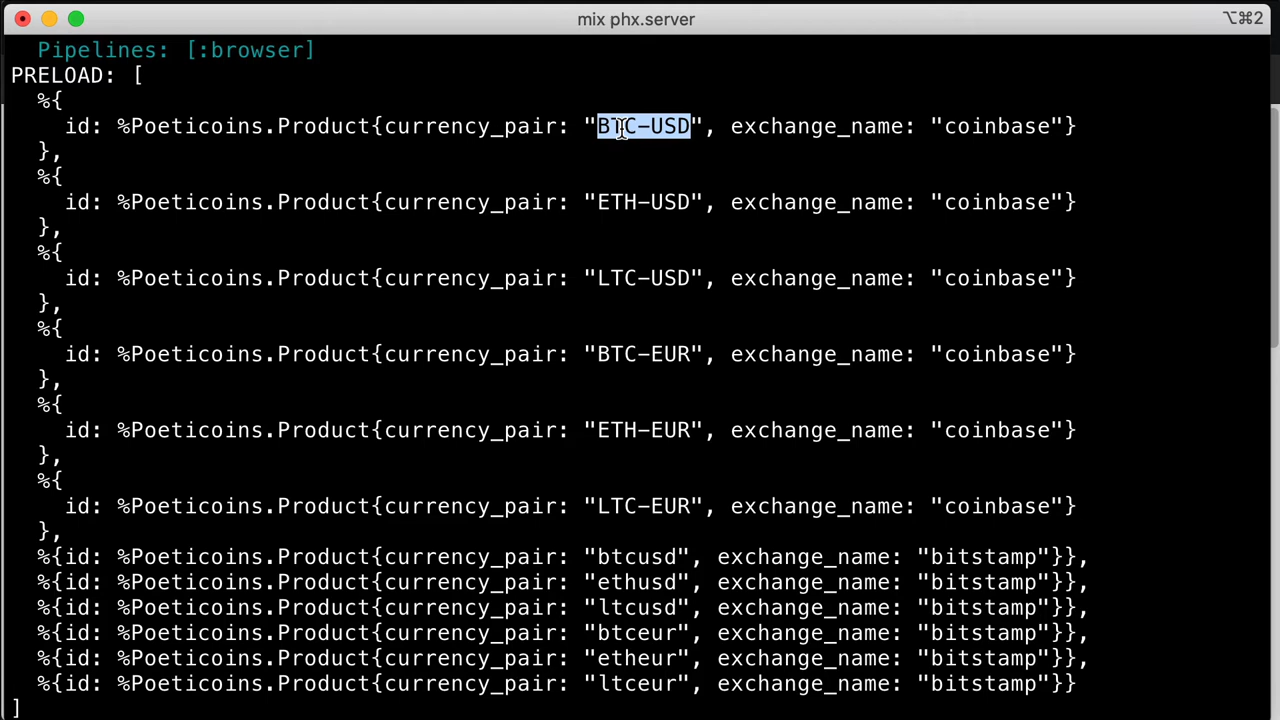 mix phx.server
⌥⌘2
Pipelines: [:browser]
PRELOAD: [
%{
id: %Poeticoins.Product{currency_pair: "BTC-USD", exchange_name: "coinbase"}
},
%{
id: %Poeticoins.Product{currency_pair: "ETH-USD", exchange_name: "coinbase"}
},
%{
id: %Poeticoins.Product{currency_pair: "LTC-USD", exchange_name: "coinbase"}
},
%{
id: %Poeticoins.Product{currency_pair: "BTC-EUR", exchange_name: "coinbase"}
},
%{
id: %Poeticoins.Product{currency_pair: "ETH-EUR", exchange_name: "coinbase"}
},
%{
id: %Poeticoins.Product{currency_pair: "LTC-EUR", exchange_name: "coinbase"}
},
%{id: %Poeticoins.Product{currency_pair: "btcusd", exchange_name: "bitstamp"}},
%{id: %Poeticoins.Product{currency_pair: "ethusd", exchange_name: "bitstamp"}},
%{id: %Poeticoins.Product{currency_pair: "ltcusd", exchange_name: "bitstamp"}},
%{id: %Poeticoins.Product{currency_pair: "btceur", exchange_name: "bitstamp"}},
%{id: %Poeticoins.Product{currency_pair: "etheur", exchange_name: "bitstamp"}},
%{id: %Poeticoins.Product{currency_pair: "ltceur", exchange_name: "bitstamp"}}
]